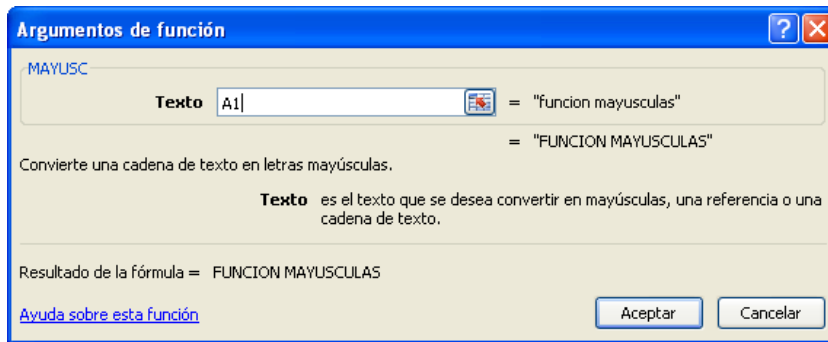 Argumentos de función
MAYUSC
Texto A1 = "funcion mayusculas"
= "FUNCION MAYUSCULAS"
Convierte una cadena de texto en letras mayúsculas.
Texto es el texto que se desea convertir en mayúsculas, una referencia o una
cadena de texto.
Resultado de la fórmula = FUNCION MAYUSCULAS
Ayuda sobre esta función Aceptar Cancelar